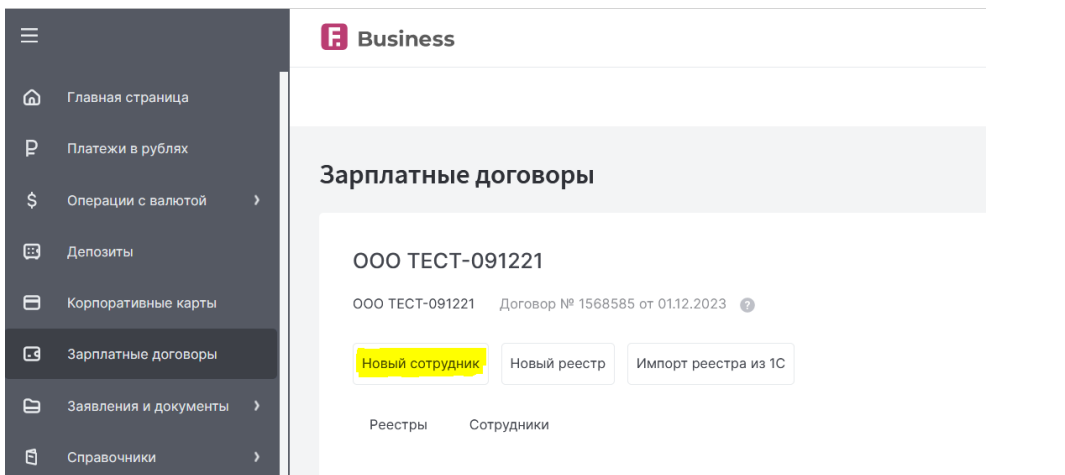 Business
Главная страница
Платежи в рублях
Операции с валютой
Депозиты
Корпоративные карты
Зарплатные договоры
Заявления и документы
Справочники
Зарплатные договоры
ООО ТЕСТ-091221
ООО ТЕСТ-091221 Договор № 1568585 от 01.12.2023 ?
Новый сотрудник Новый реестр Импорт реестра из 1С
Реестры Сотрудники